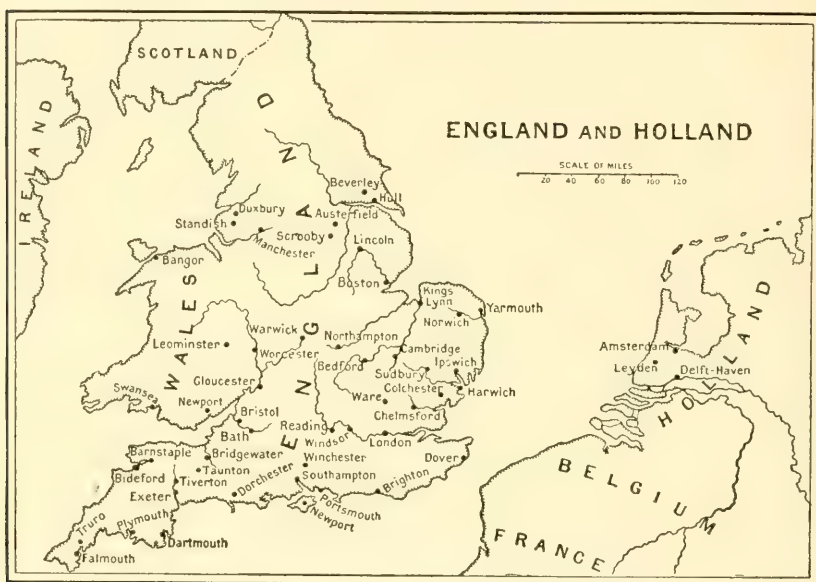 SCOTLAND
IRELAND
ENGLAND AND HOLLAND
SCALE OF MILES
20 40 60 80 100 120
ENGLAND
WALES
Beverley
Hull
Duxbury
Standish
Manchester
Austerfield
Scrooby
Lincoln
Bangor
Boston
Kings
Lynn
Yarmouth
Norwich
Warwick
Northampton
Leominster
Worcester
Bedford
Cambridge
Sudbury
Ipswich
Gloucester
Colchester
Harwich
Ware
Chelmsford
Swansea
Newport
Bristol
Bath
Reading
Windsor
London
Barnstaple
Bridgewater
Winchester
Dover
Bideford
Taunton
Tiverton
Dorchester
Southampton
Exeter
Portsmouth
Brighton
Newport
Truro
Plymouth
Dartmouth
Falmouth
Amsterdam
Leyden
Delft-Haven
HOLLAND
HOLLAND
BELGIUM
FRANCE